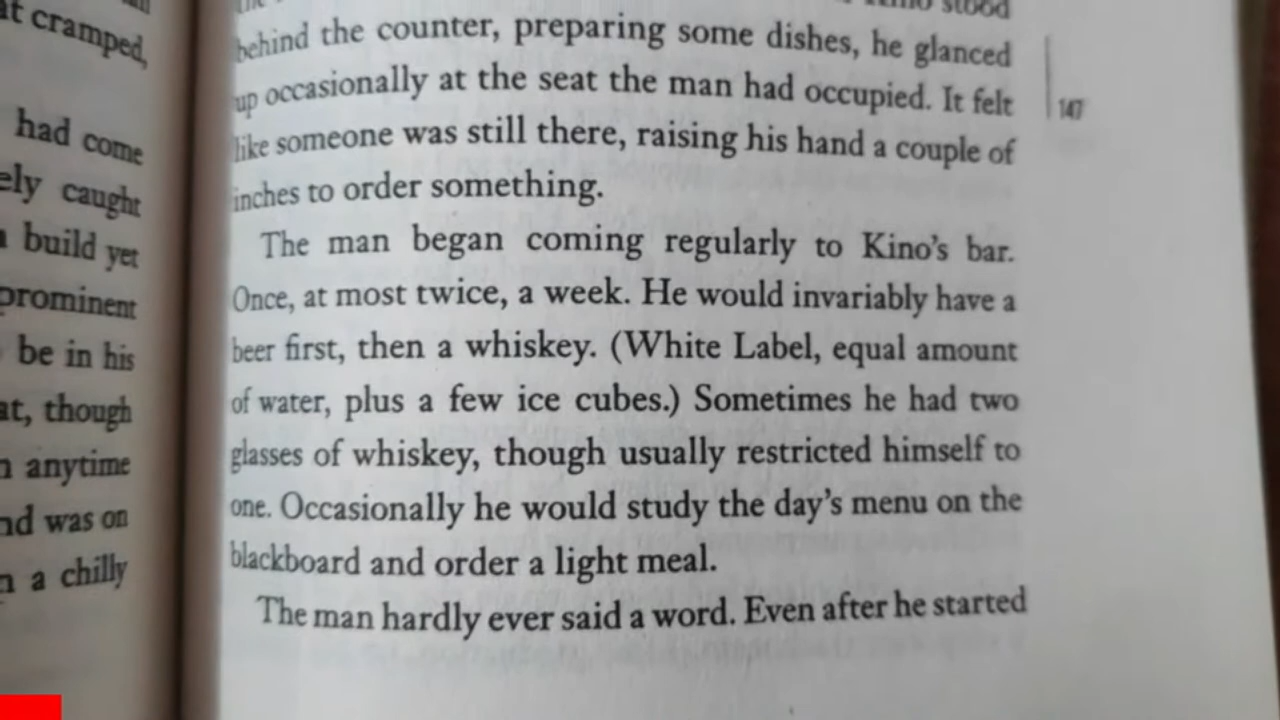 at cramped,
had come
ely caught
build yet
prominent
be in his
at, though
anytime
nd was on
a chilly
stood
behind the counter, preparing some dishes, he glanced
up occasionally at the seat the man had occupied. It felt
like someone was still there, raising his hand a couple of
inches to order something.
The man began coming regularly to Kino's bar.
Once, at most twice, a week. He would invariably have a
beer first, then a whiskey. (White Label, equal amount
of water, plus a few ice cubes.) Sometimes he had two
glasses of whiskey, though usually restricted himself to
one. Occasionally he would study the day's menu on the
blackboard and order a light meal.
The man hardly ever said a word. Even after he started
147